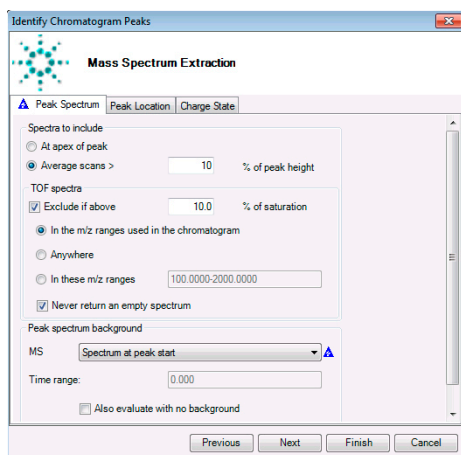 Identify Chromatogram Peaks
Mass Spectrum Extraction
Peak Spectrum Peak Location Charge State
Spectra to include
At apex of peak
Average scans > 10 % of peak height
TOF spectra
Exclude if above 10.0 % of saturation
In the m/z ranges used in the chromatogram
Anywhere
In these m/z ranges 100.0000-2000.0000
Never return an empty spectrum
Peak spectrum background
MS Spectrum at peak start
Time range: 0.000
Also evaluate with no background
Previous Next Finish Cancel